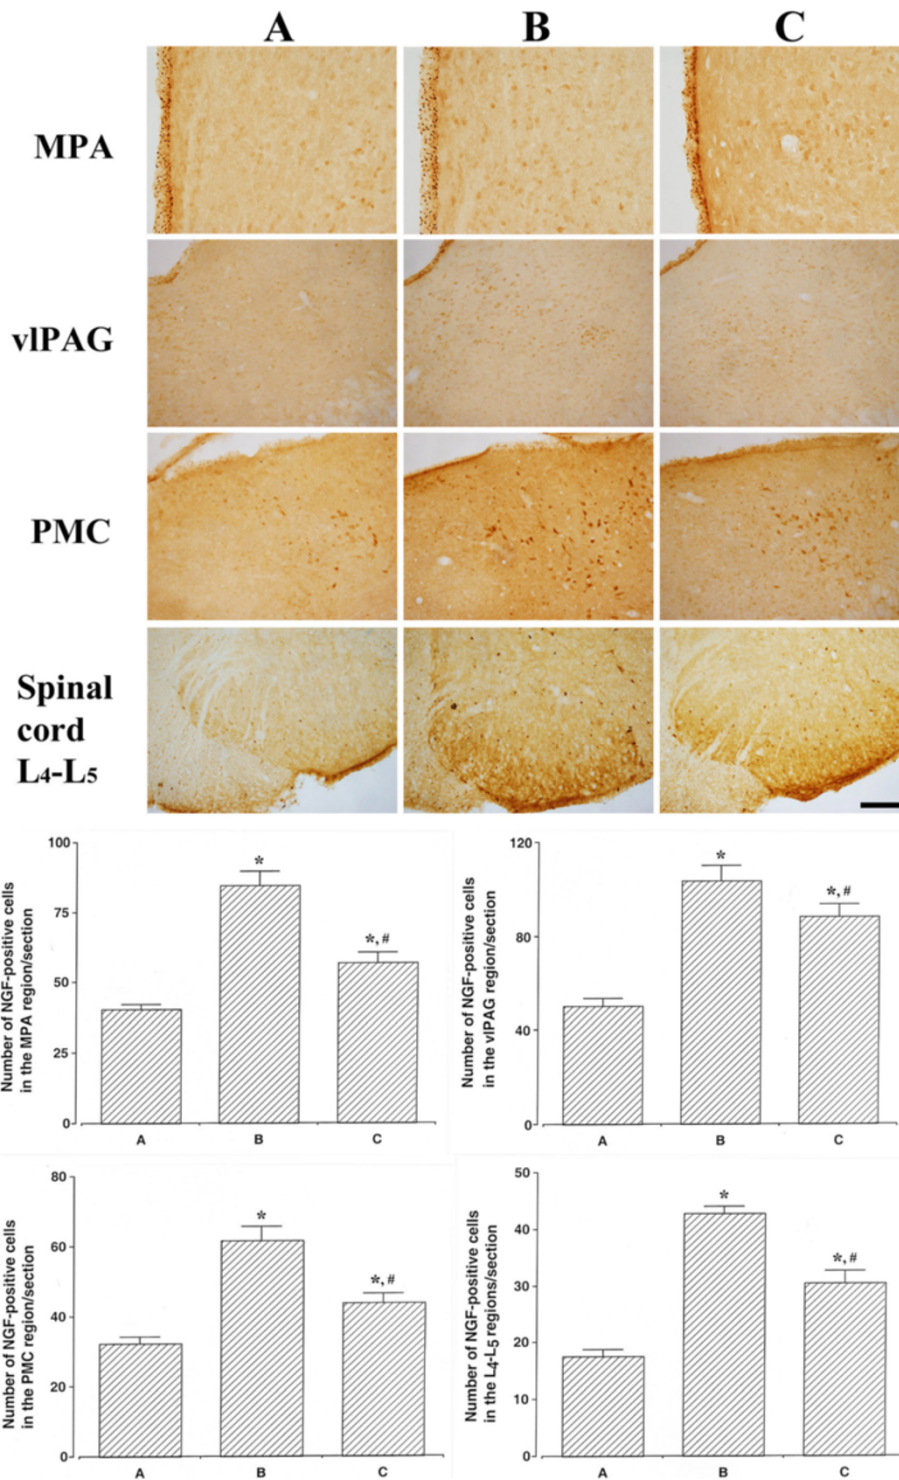 A B C
MPA
vlPAG
PMC
Spinal
cord
L4-L5
Number of NGF-positive cells
in the MPA region/section
100
75
50
25
0
*
*, #
A B C
Number of NGF-positive cells
in the vlPAG region/section
120
80
40
0
*
*, #
A B C
Number of NGF-positive cells
in the PMC region/section
80
60
40
20
0
*
*, #
A B C
Number of NGF-positive cells
in the L4-L5 regions/section
50
40
30
20
10
0
*
*, #
A B C